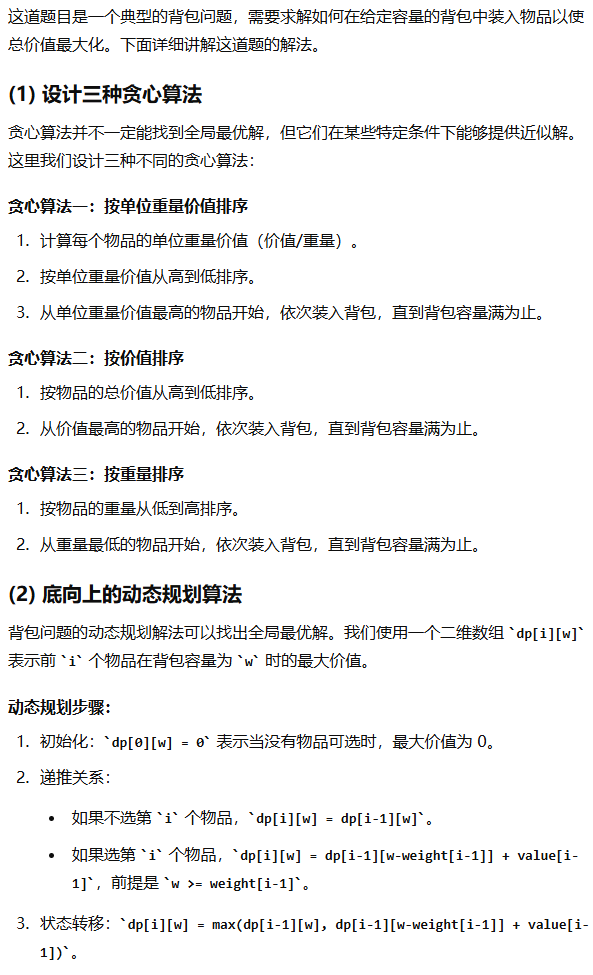 这道题目是一个典型的背包问题，需要求解如何在给定容量的背包中装入物品以使
总价值最大化。下面详细讲解这道题的解法。
(1) 设计三种贪心算法
贪心算法并不一定能找到全局最优解，但它们在某些特定条件下能够提供近似解。
这里我们设计三种不同的贪心算法：
贪心算法一：按单位重量价值排序
1. 计算每个物品的单位重量价值（价值/重量）。
2. 按单位重量价值从高到低排序。
3. 从单位重量价值最高的物品开始，依次装入背包，直到背包容量满为止。
贪心算法二：按价值排序
1. 按物品的总价值从高到低排序。
2. 从价值最高的物品开始，依次装入背包，直到背包容量满为止。
贪心算法三：按重量排序
1. 按物品的重量从低到高排序。
2. 从重量最低的物品开始，依次装入背包，直到背包容量满为止。
(2) 底向上的动态规划算法
背包问题的动态规划解法可以找出全局最优解。我们使用一个二维数组 `dp[i][w]`
表示前 `i` 个物品在背包容量为 `w` 时的最大价值。
动态规划步骤：
1. 初始化：`dp[0][w] = 0` 表示当没有物品可选时，最大价值为 0。
2. 递推关系：
• 如果不选第 `i` 个物品，`dp[i][w] = dp[i-1][w]`。
• 如果选第 `i` 个物品，`dp[i][w] = dp[i-1][w-weight[i-1]] + value[i-
1]`，前提是 `w >= weight[i-1]`。
3. 状态转移：`dp[i][w] = max(dp[i-1][w], dp[i-1][w-weight[i-1]] + value[i-
1])`。